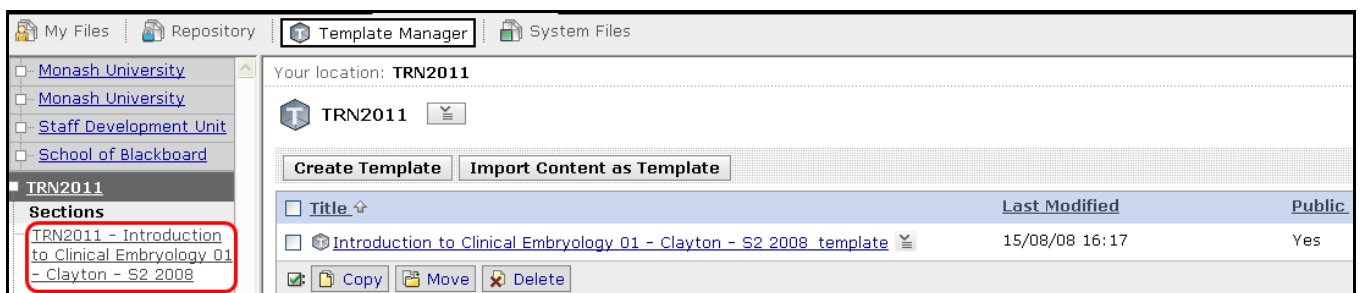 My Files Repository Template Manager System Files
Monash University
Monash University
Staff Development Unit
School of Blackboard
TRN2011
Sections
TRN2011 - Introduction
to Clinical Embryology 01
- Clayton - S2 2008
Your location: TRN2011
TRN2011
Create Template Import Content as Template
Title Last Modified Public
Introduction to Clinical Embryology 01 - Clayton - S2 2008_template 15/08/08 16:17 Yes
Copy Move Delete